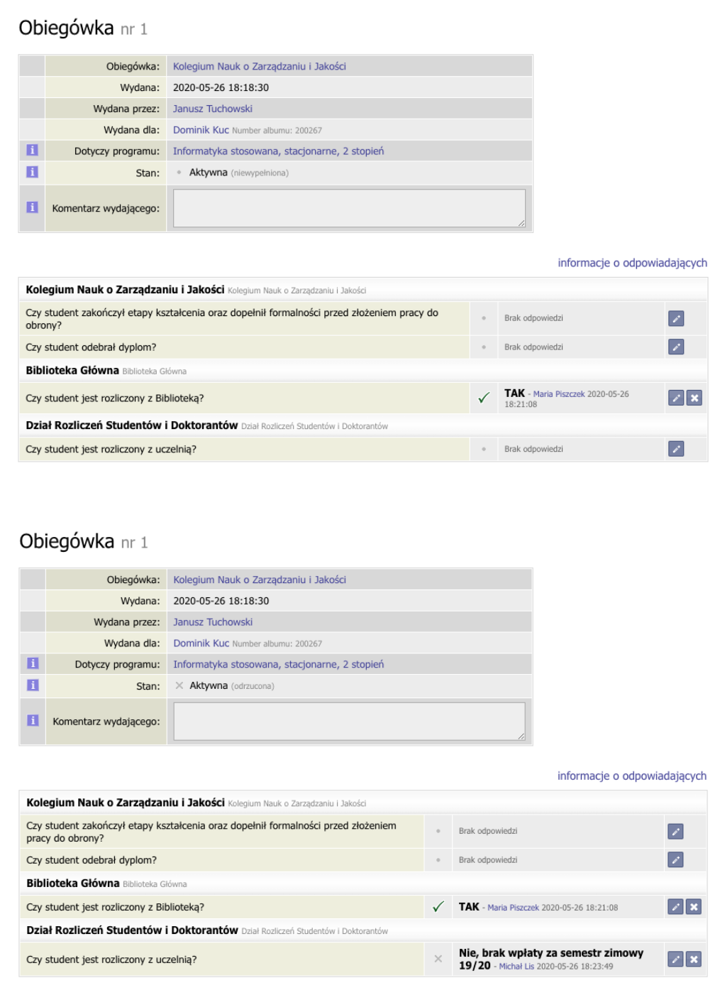 Obiegówka nr 1
Obiegówka: Kolegium Nauk o Zarządzaniu i Jakości
Wydana: 2020-05-26 18:18:30
Wydana przez: Janusz Tuchowski
Wydana dla: Dominik Kuc Number albumu: 200267
i Dotyczy programu: Informatyka stosowana, stacjonarne, 2 stopień
i Stan: Aktywna (niewypełniona)
i Komentarz wydającego:
informacje o odpowiadających
Kolegium Nauk o Zarządzaniu i Jakości Kolegium Nauk o Zarządzaniu i Jakości
Czy student zakończył etapy kształcenia oraz dopełnił formalności przed złożeniem pracy do
obrony?
Brak odpowiedzi
Czy student odebrał dyplom? Brak odpowiedzi
Biblioteka Główna Biblioteka Główna
Czy student jest rozliczony z Biblioteką?
TAK - Maria Piszczek 2020-05-26
18:21:08
Dział Rozliczeń Studentów i Doktorantów Dział Rozliczeń Studentów i Doktorantów
Czy student jest rozliczony z uczelnią? Brak odpowiedzi
Obiegówka nr 1
Obiegówka: Kolegium Nauk o Zarządzaniu i Jakości
Wydana: 2020-05-26 18:18:30
Wydana przez: Janusz Tuchowski
Wydana dla: Dominik Kuc Number albumu: 200267
i Dotyczy programu: Informatyka stosowana, stacjonarne, 2 stopień
i Stan: Aktywna (odrzucona)
i Komentarz wydającego:
informacje o odpowiadających
Kolegium Nauk o Zarządzaniu i Jakości Kolegium Nauk o Zarządzaniu i Jakości
Czy student zakończył etapy kształcenia oraz dopełnił formalności przed złożeniem
pracy do obrony?
Brak odpowiedzi
Czy student odebrał dyplom? Brak odpowiedzi
Biblioteka Główna Biblioteka Główna
Czy student jest rozliczony z Biblioteką? TAK - Maria Piszczek 2020-05-26 18:21:08
Dział Rozliczeń Studentów i Doktorantów Dział Rozliczeń Studentów i Doktorantów
Czy student jest rozliczony z uczelnią?
Nie, brak wpłaty za semestr zimowy
19/20 - Michał Lis 2020-05-26 18:23:49